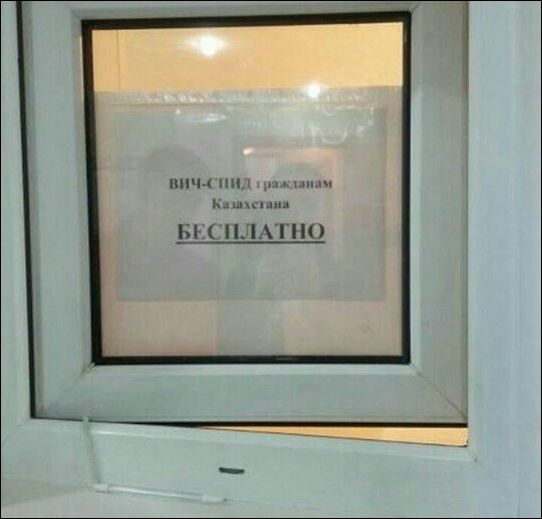 ВИЧ-СПИД гражданам
Казахстана
БЕСПЛАТНО